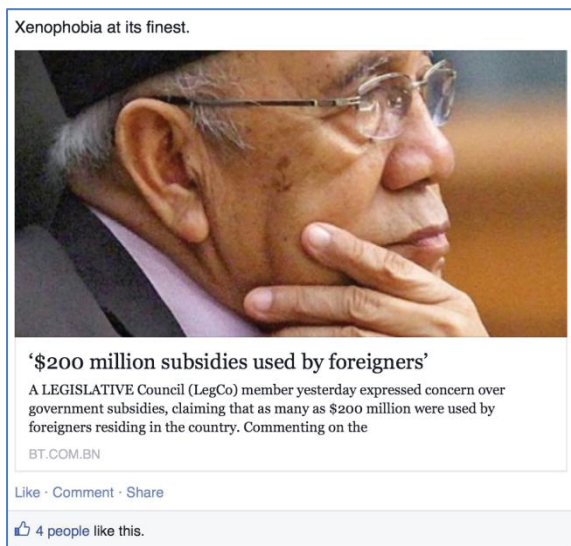 Xenophobia at its finest.
‘$200 million subsidies used by foreigners’
A LEGISLATIVE Council (LegCo) member yesterday expressed concern over
government subsidies, claiming that as many as $200 million were used by
foreigners residing in the country. Commenting on the
BT.COM.BN
Like · Comment · Share
4 people like this.